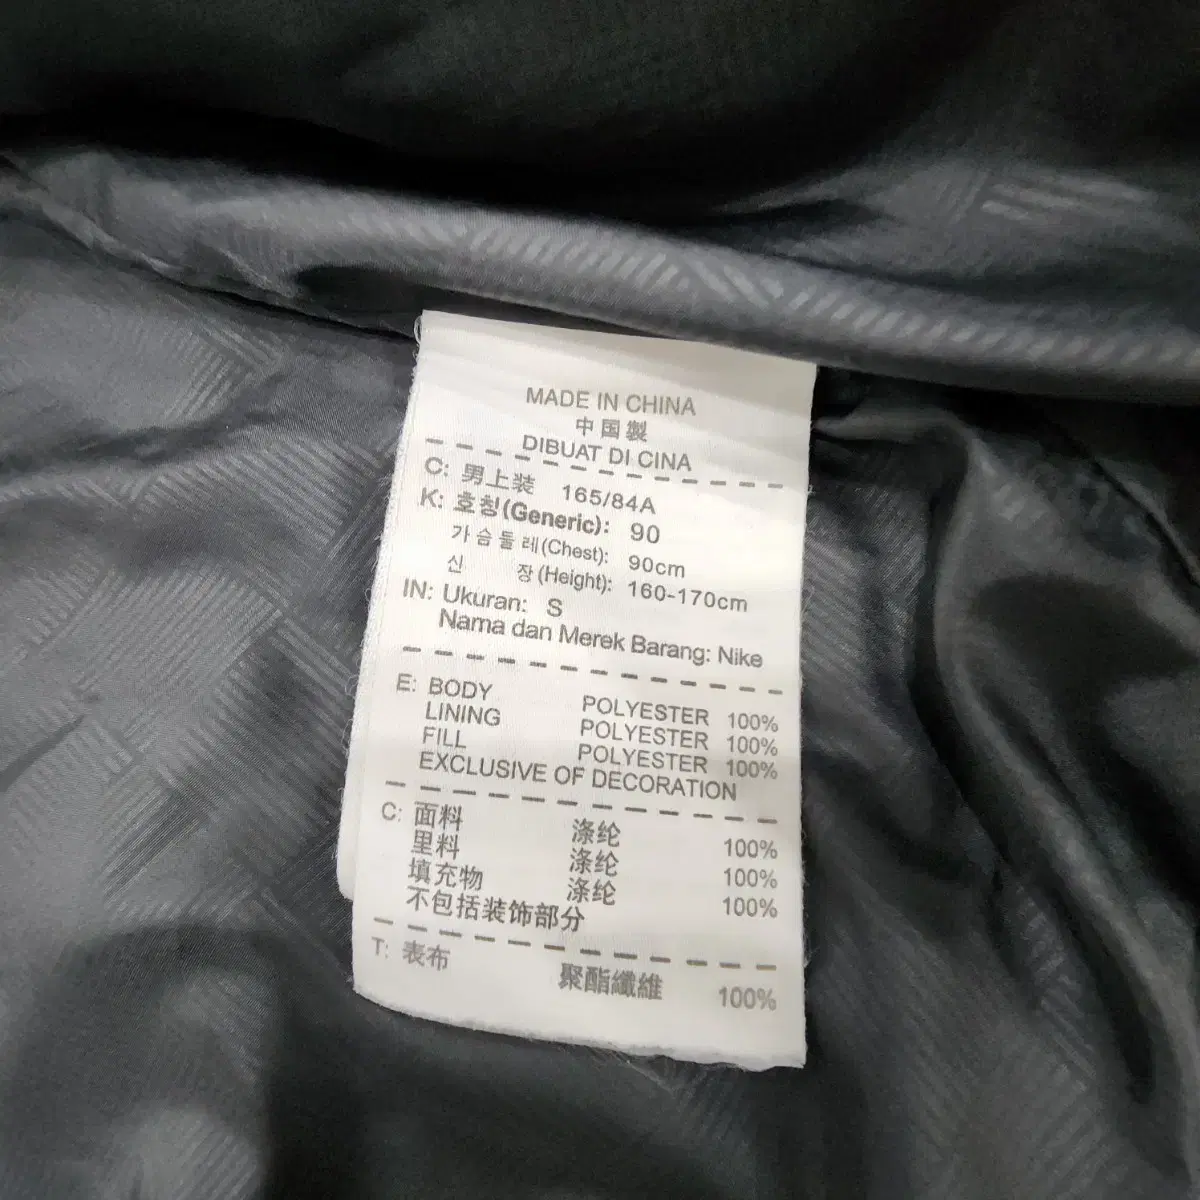 MADE IN CHINA
中国製
DIBUAT DI CINA
C: 男上装 165/84A
K: 호칭(Generic): 90
가슴둘레(Chest): 90cm
신 장(Height): 160-170cm
IN: Ukuran: S
Nama dan Merek Barang: Nike
E: BODY POLYESTER 100%
LINING POLYESTER 100%
FILL POLYESTER 100%
EXCLUSIVE OF DECORATION
C: 面料 涤纶 100%
里料 涤纶 100%
填充物 涤纶 100%
不包括装饰部分
T: 表布 聚酯纖維 100%